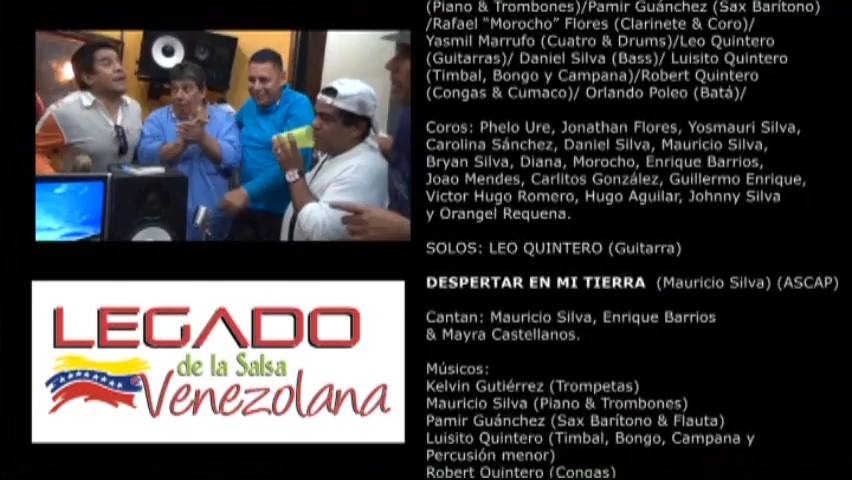 (Piano & Trombones)/Pamir Guánchez (Sax Barítono)
/Rafael “Morocho” Flores (Clarinete & Coro)/
Yasmil Marrufo (Cuatro & Drums)/Leo Quintero
(Guitarras)/ Daniel Silva (Bass)/ Luisito Quintero
(Timbal, Bongo y Campana)/Robert Quintero
(Congas & Cumaco)/ Orlando Poleo (Batá)/
Coros: Phelo Ure, Jonathan Flores, Yosmauri Silva,
Carolina Sánchez, Daniel Silva, Mauricio Silva,
Bryan Silva, Diana, Morocho, Enrique Barrios,
Joao Mendes, Carlitos González, Guillermo Enrique,
Victor Hugo Romero, Hugo Aguilar, Johnny Silva
y Orangel Requena.
SOLOS: LEO QUINTERO (Guitarra)
DESPERTAR EN MI TIERRA (Mauricio Silva) (ASCAP)
Cantan: Mauricio Silva, Enrique Barrios
& Mayra Castellanos.
Músicos:
Kelvin Gutiérrez (Trompetas)
Mauricio Silva (Piano & Trombones)
Pamir Guánchez (Sax Barítono & Flauta)
Luisito Quintero (Timbal, Bongo, Campana y
Percusión menor)
Robert Quintero (Congas)
LEGADO
de la Salsa
Venezolana